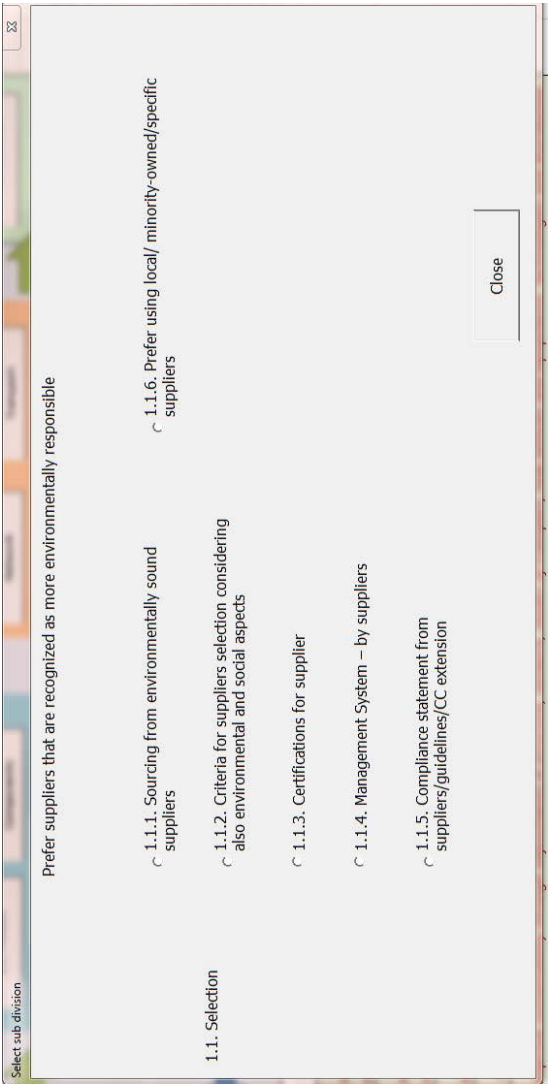 Select sub division
Prefer suppliers that are recognized as more environmentally responsible
1.1. Selection
1.1.1. Sourcing from environmentally sound
suppliers
1.1.2. Criteria for suppliers selection considering
also environmental and social aspects
1.1.3. Certifications for supplier
1.1.4. Management System – by suppliers
1.1.5. Compliance statement from
suppliers/guidelines/CC extension
1.1.6. Prefer using local/ minority-owned/specific
suppliers
Close